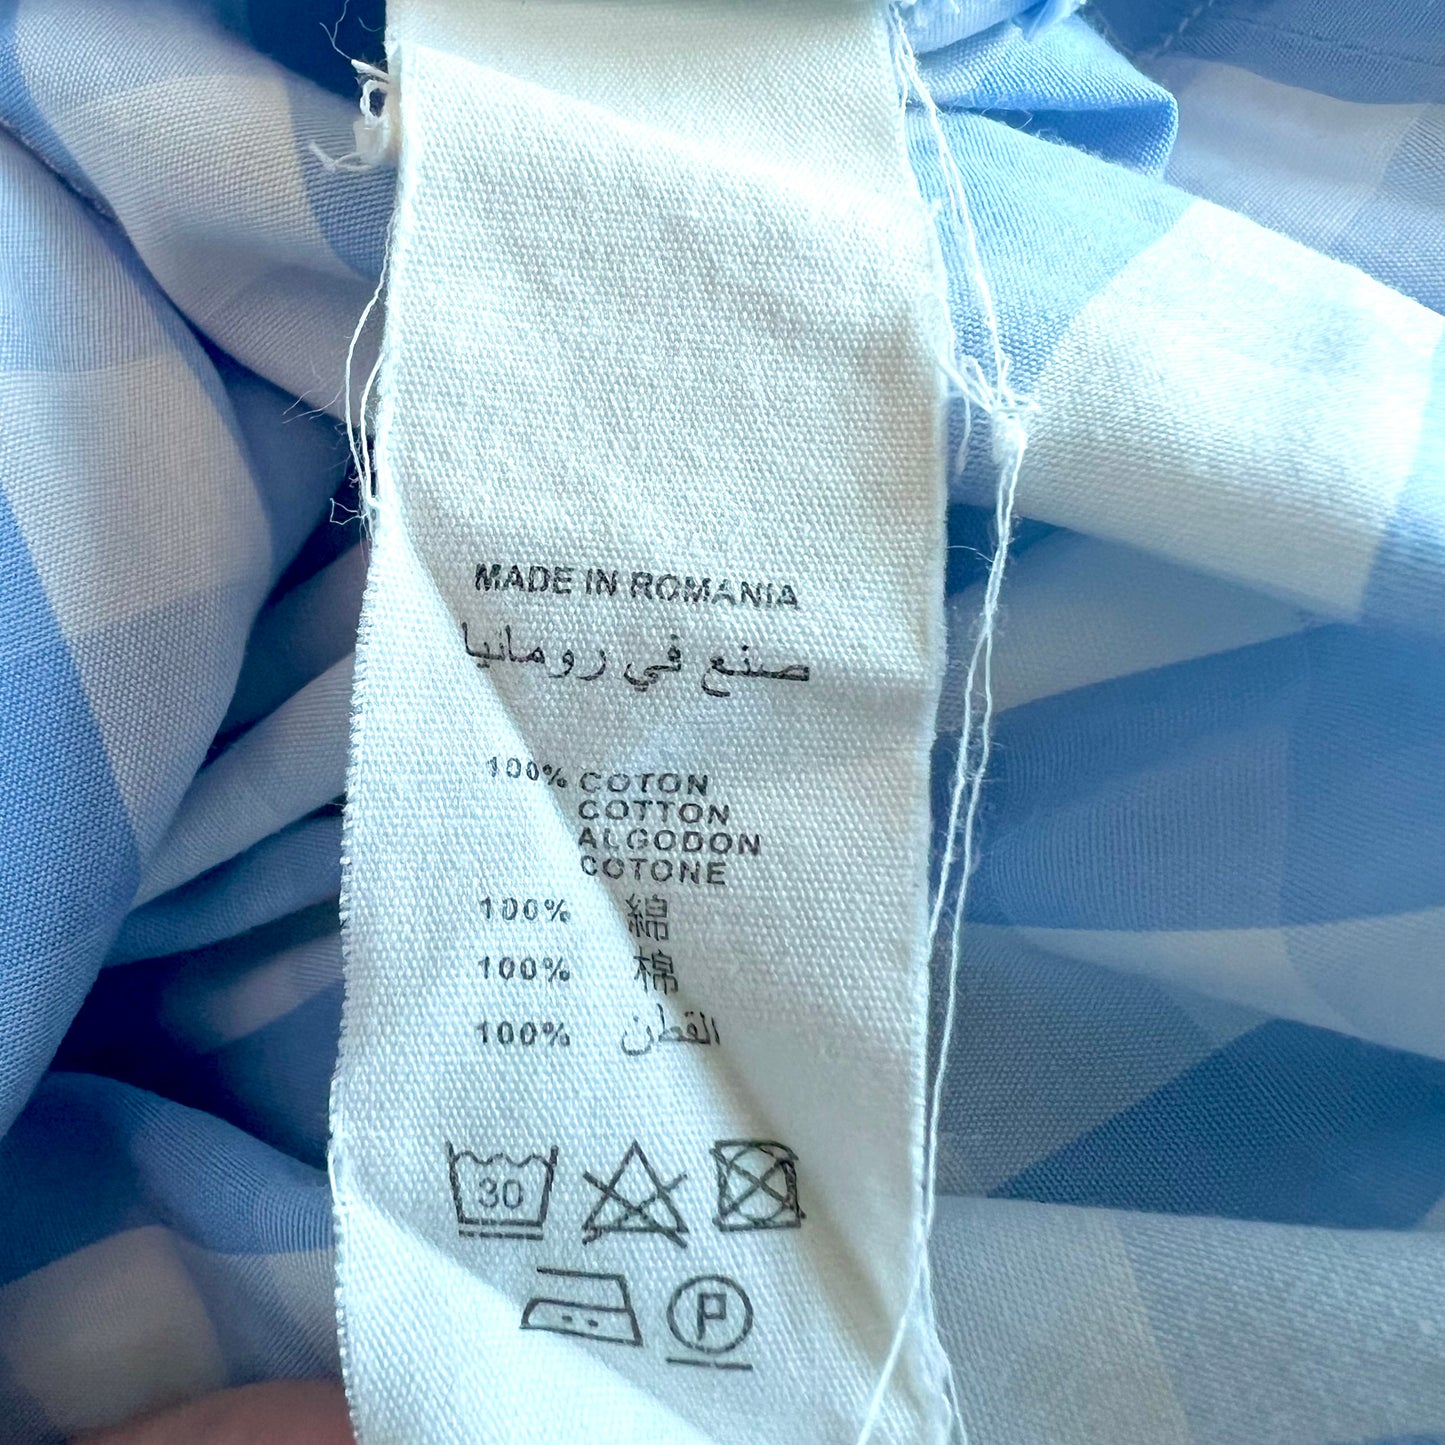 MADE IN ROMANIA
صنع في رومانيا
100% COTON
COTTON
ALGODON
COTONE
100% 綿
100% 棉
100% القطن
30
P